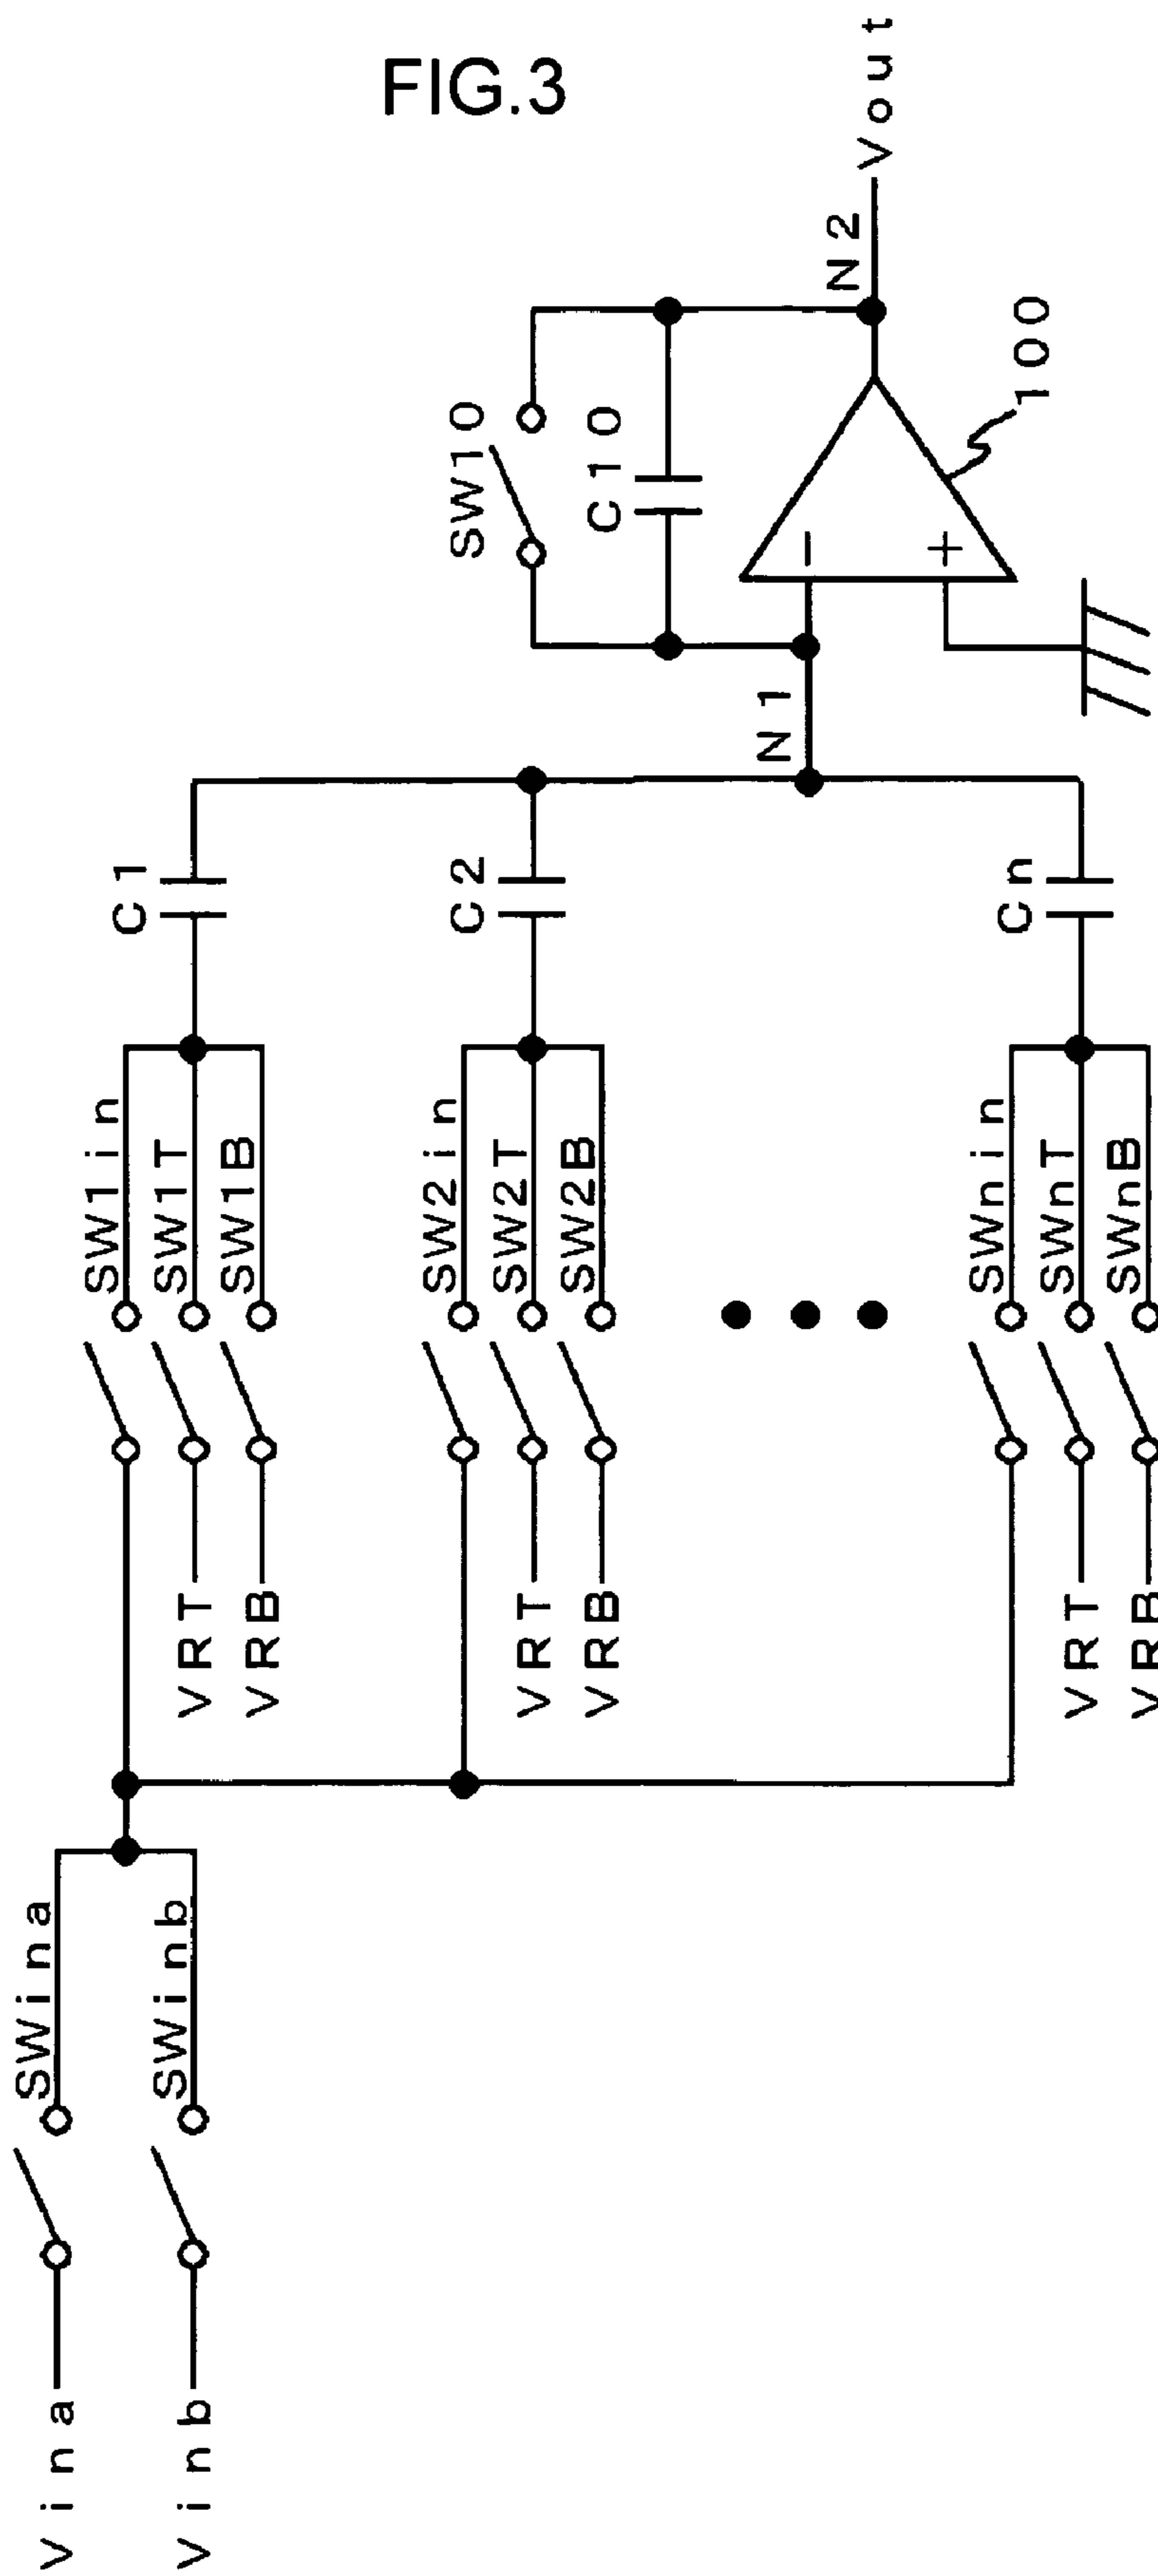 FIG.3
Vina
Vinb
SWina
SWinb
VRT
VRB
SW1in
SW1T
SW1B
C1
VRT
VRB
SW2in
SW2T
SW2B
C2
VRT
VRB
SWnin
SWnT
SWnB
Cn
N1
SW10
C10
−
+
100
N2
Vout